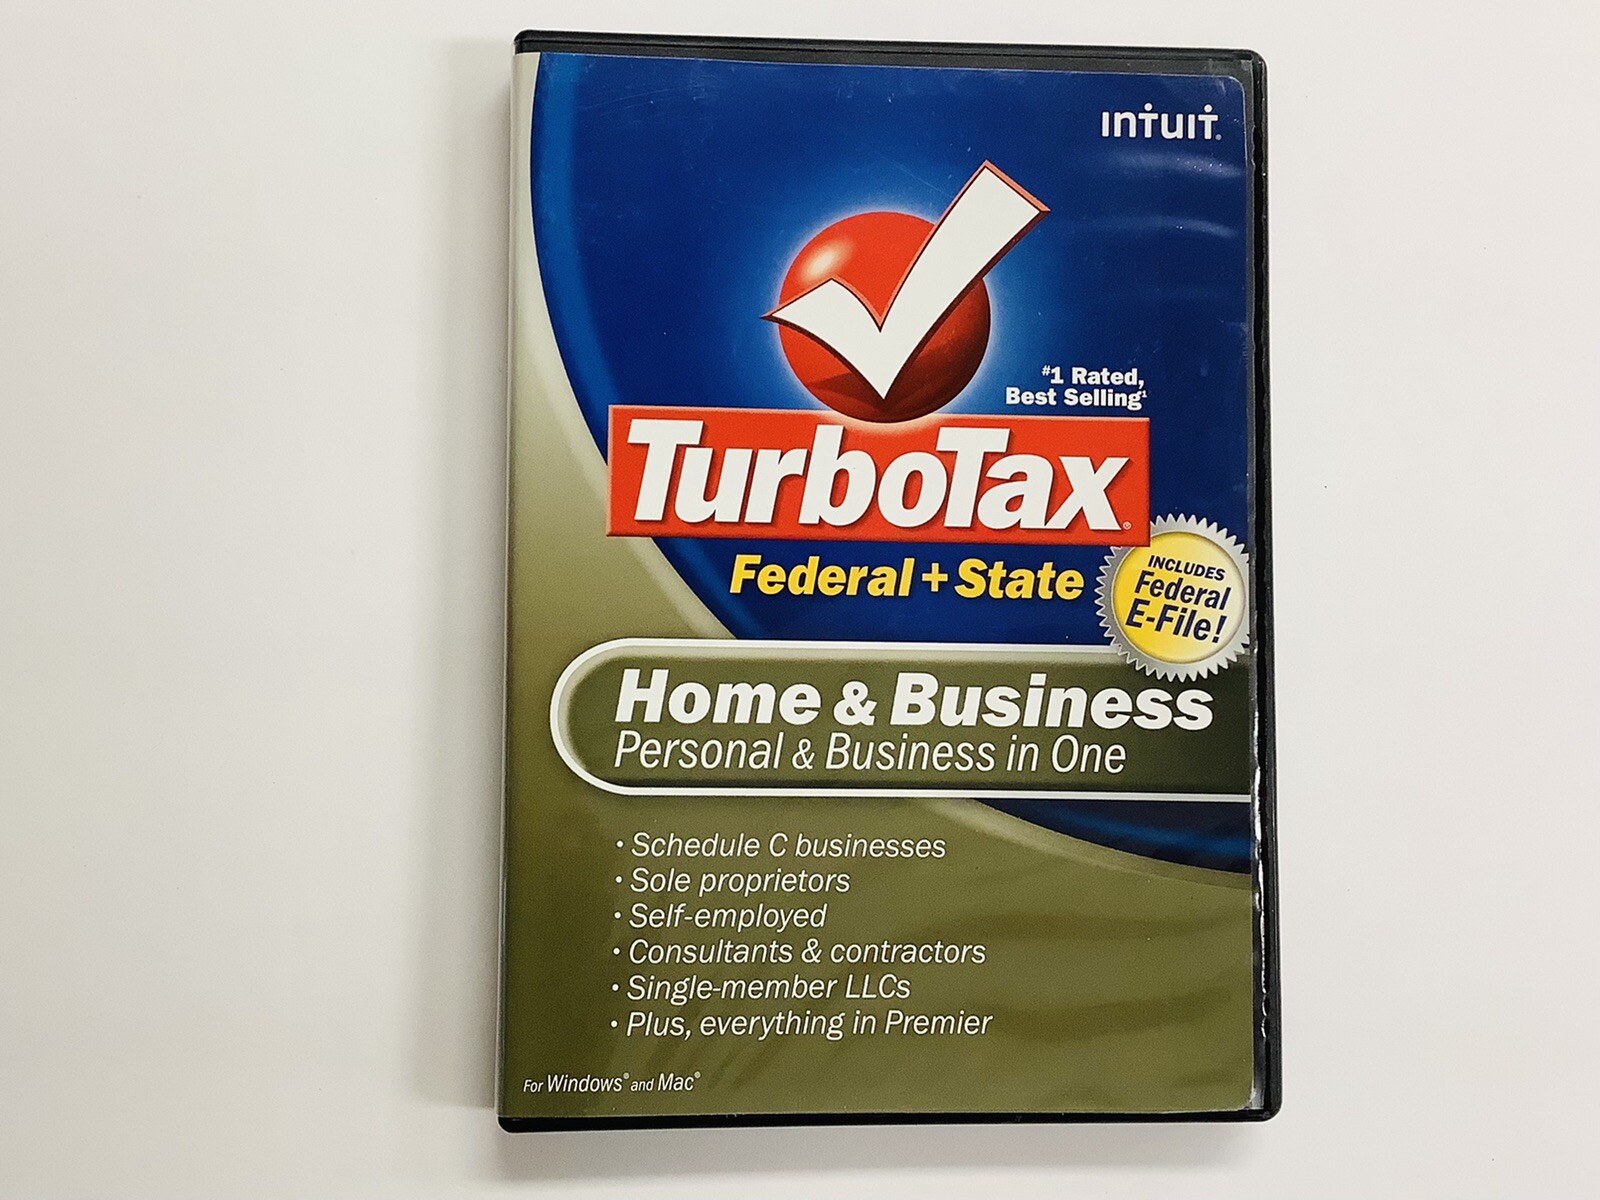 intuit®
#1 Rated,
Best Selling¹
TurboTax®
Federal + State
INCLUDES
Federal
E-File!
Home & Business
Personal & Business in One
• Schedule C businesses
• Sole proprietors
• Self-employed
• Consultants & contractors
• Single-member LLCs
• Plus, everything in Premier
For Windows® and Mac®